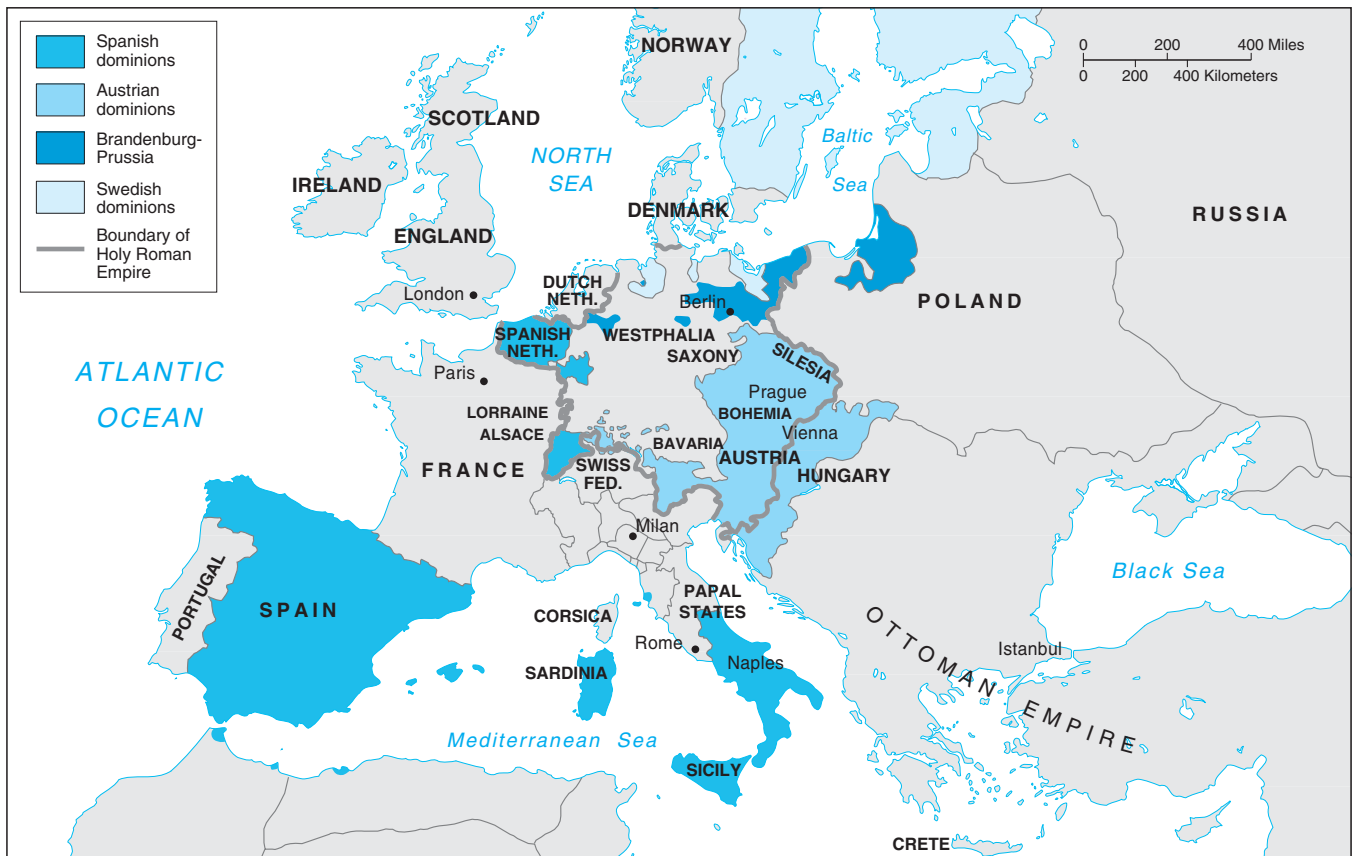 Spanish
dominions
Austrian
dominions
Brandenburg-
Prussia
Swedish
dominions
Boundary of
Holy Roman
Empire
0 200 400 Miles
0 200 400 Kilometers
NORWAY
SCOTLAND
NORTH
SEA
Baltic
Sea
IRELAND
DENMARK
RUSSIA
ENGLAND
DUTCH
NETH.
London
Berlin
POLAND
SPANISH
NETH.
WESTPHALIA
SAXONY
SILESIA
ATLANTIC
OCEAN
Paris
Prague
LORRAINE
BOHEMIA
ALSACE
BAVARIA
Vienna
FRANCE
SWISS
FED.
AUSTRIA
HUNGARY
Milan
Black Sea
PORTUGAL
SPAIN
CORSICA
PAPAL
STATES
Rome
Naples
OTTOMAN EMPIRE
Istanbul
SARDINIA
Mediterranean Sea
SICILY
CRETE